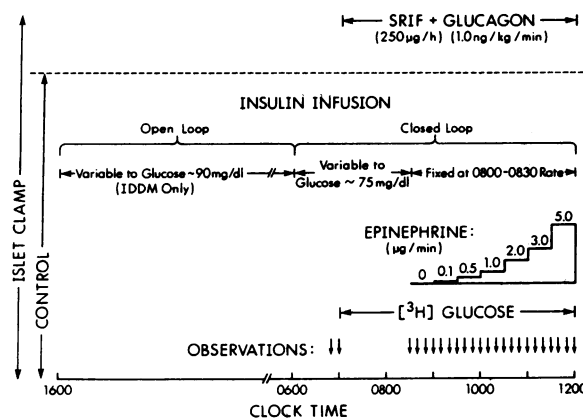 SRIF + GLUCAGON
(250µg/h) (1.0ng/kg/min)
INSULIN INFUSION
Open Loop
Closed Loop
Variable to Glucose ~90mg/dl
(IDDM Only)
Variable to
Glucose ~ 75mg/dl
Fixed at 0800-0830 Rate
EPINEPHRINE:
(µg/min)
0 0.1 0.5 1.0 2.0 3.0 5.0
[³H] GLUCOSE
OBSERVATIONS:
ISLET CLAMP
CONTROL
1600 0600 0800 1000 1200
CLOCK TIME